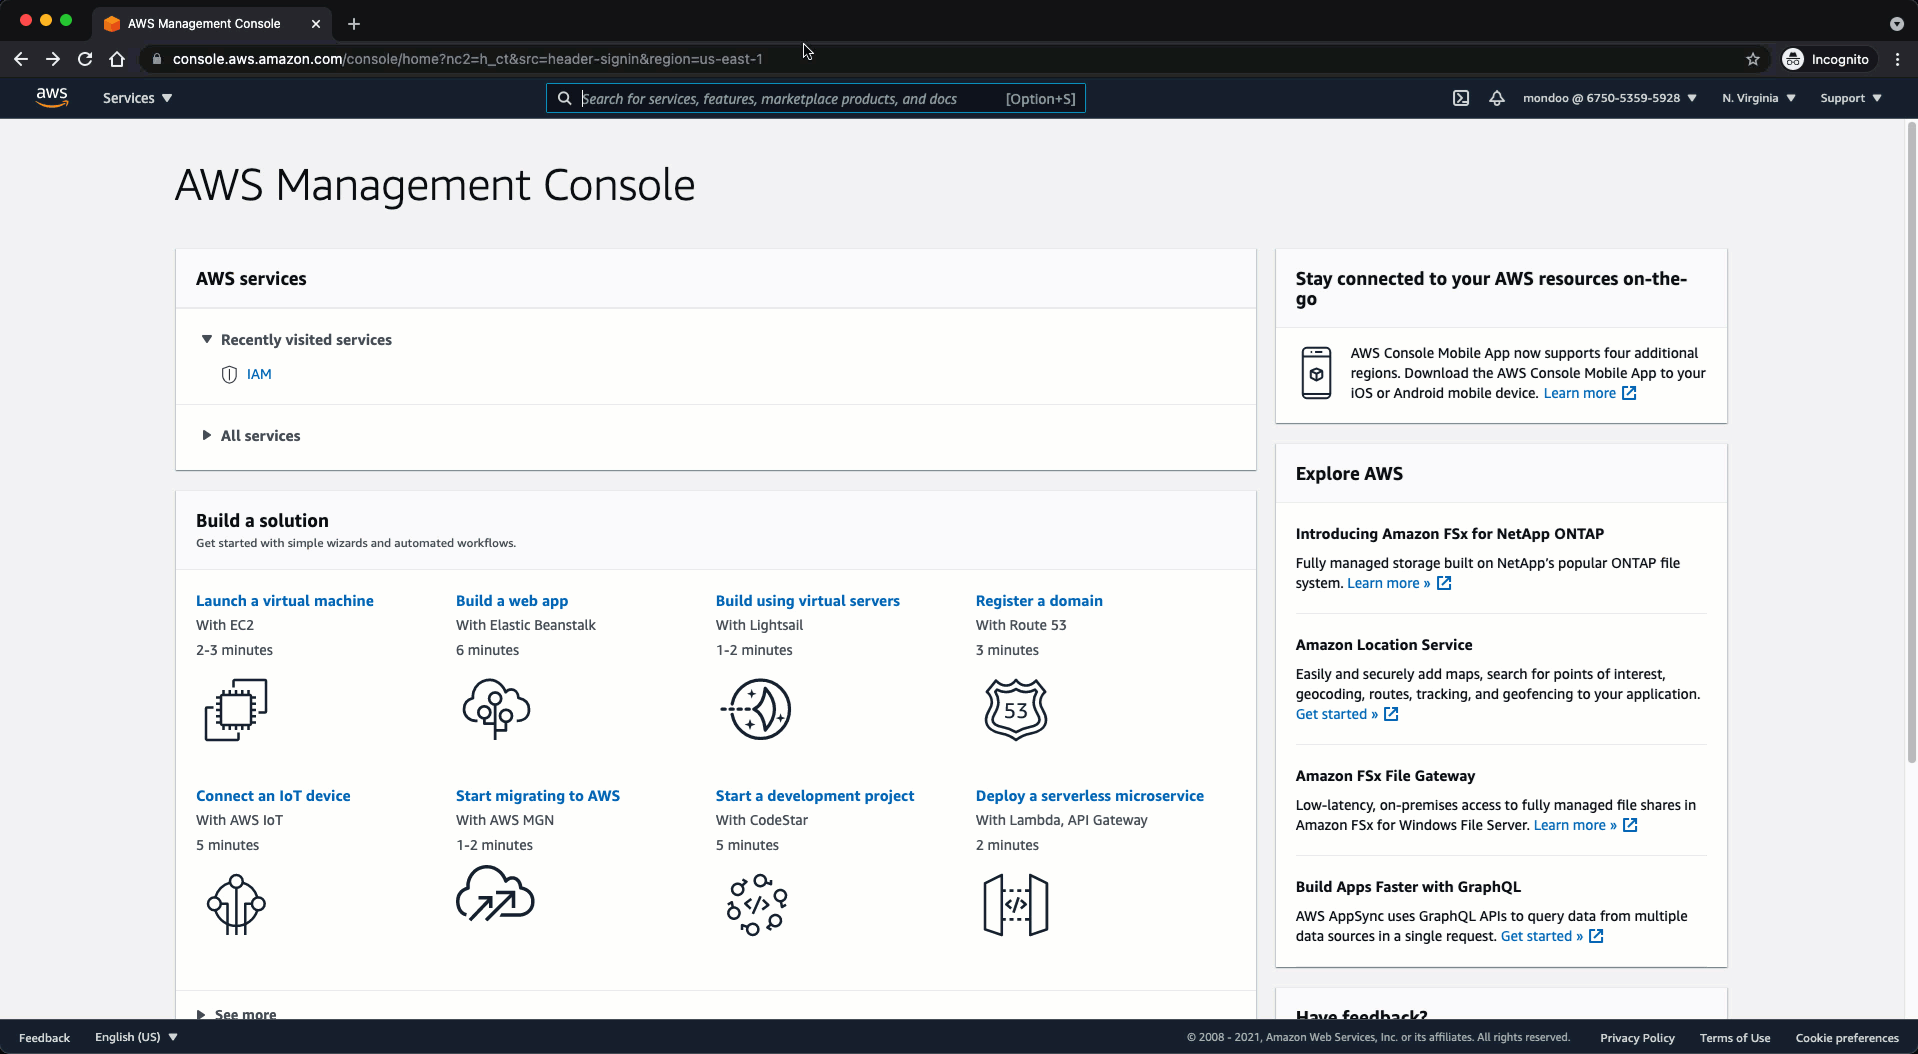 AWS Management Console
console.aws.amazon.com/console/home?nc2=h_ct&src=header-signin&region=us-east-1
Incognito
aws
Services
Search for services, features, marketplace products, and docs
[Option+S]
mondoo @ 6750-5359-5928
N. Virginia
Support
AWS Management Console
AWS services
Recently visited services
IAM
All services
Build a solution
Get started with simple wizards and automated workflows.
Launch a virtual machine
With EC2
2-3 minutes
Build a web app
With Elastic Beanstalk
6 minutes
Build using virtual servers
With Lightsail
1-2 minutes
Register a domain
With Route 53
3 minutes
53
Connect an IoT device
With AWS IoT
5 minutes
Start migrating to AWS
With AWS MGN
1-2 minutes
Start a development project
With CodeStar
5 minutes
</>
Deploy a serverless microservice
With Lambda, API Gateway
2 minutes
</>
See more
Stay connected to your AWS resources on-the-
go
AWS Console Mobile App now supports four additional
regions. Download the AWS Console Mobile App to your
iOS or Android mobile device. Learn more
Explore AWS
Introducing Amazon FSx for NetApp ONTAP
Fully managed storage built on NetApp's popular ONTAP file
system. Learn more »
Amazon Location Service
Easily and securely add maps, search for points of interest,
geocoding, routes, tracking, and geofencing to your application.
Get started »
Amazon FSx File Gateway
Low-latency, on-premises access to fully managed file shares in
Amazon FSx for Windows File Server. Learn more »
Build Apps Faster with GraphQL
AWS AppSync uses GraphQL APIs to query data from multiple
data sources in a single request. Get started »
Have feedback?
Feedback
English (US)
© 2008 - 2021, Amazon Web Services, Inc. or its affiliates. All rights reserved.
Privacy Policy
Terms of Use
Cookie preferences